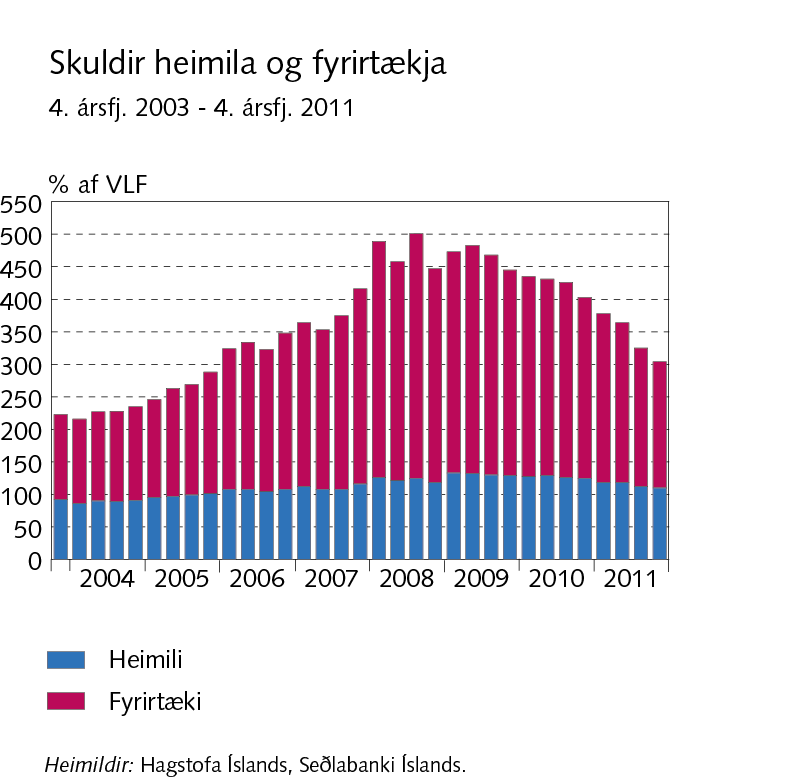 Skuldir heimila og fyrirtækja
4. ársfj. 2003 - 4. ársfj. 2011
% af VLF
550
500
450
400
350
300
250
200
150
100
50
0
2004 2005 2006 2007 2008 2009 2010 2011
Heimili
Fyrirtæki
Heimildir: Hagstofa Íslands, Seðlabanki Íslands.